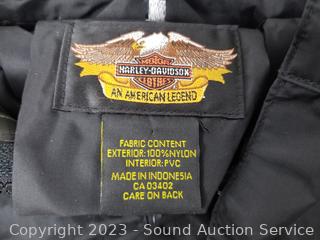 MOTOR
HARLEY-DAVIDSON
CLOTHES
AN AMERICAN LEGEND
FABRIC CONTENT
EXTERIOR:100%NYLON
INTERIOR:PVC
MADE IN INDONESIA
CA 03402
CARE ON BACK
Copyright 2023 - Sound Auction Service